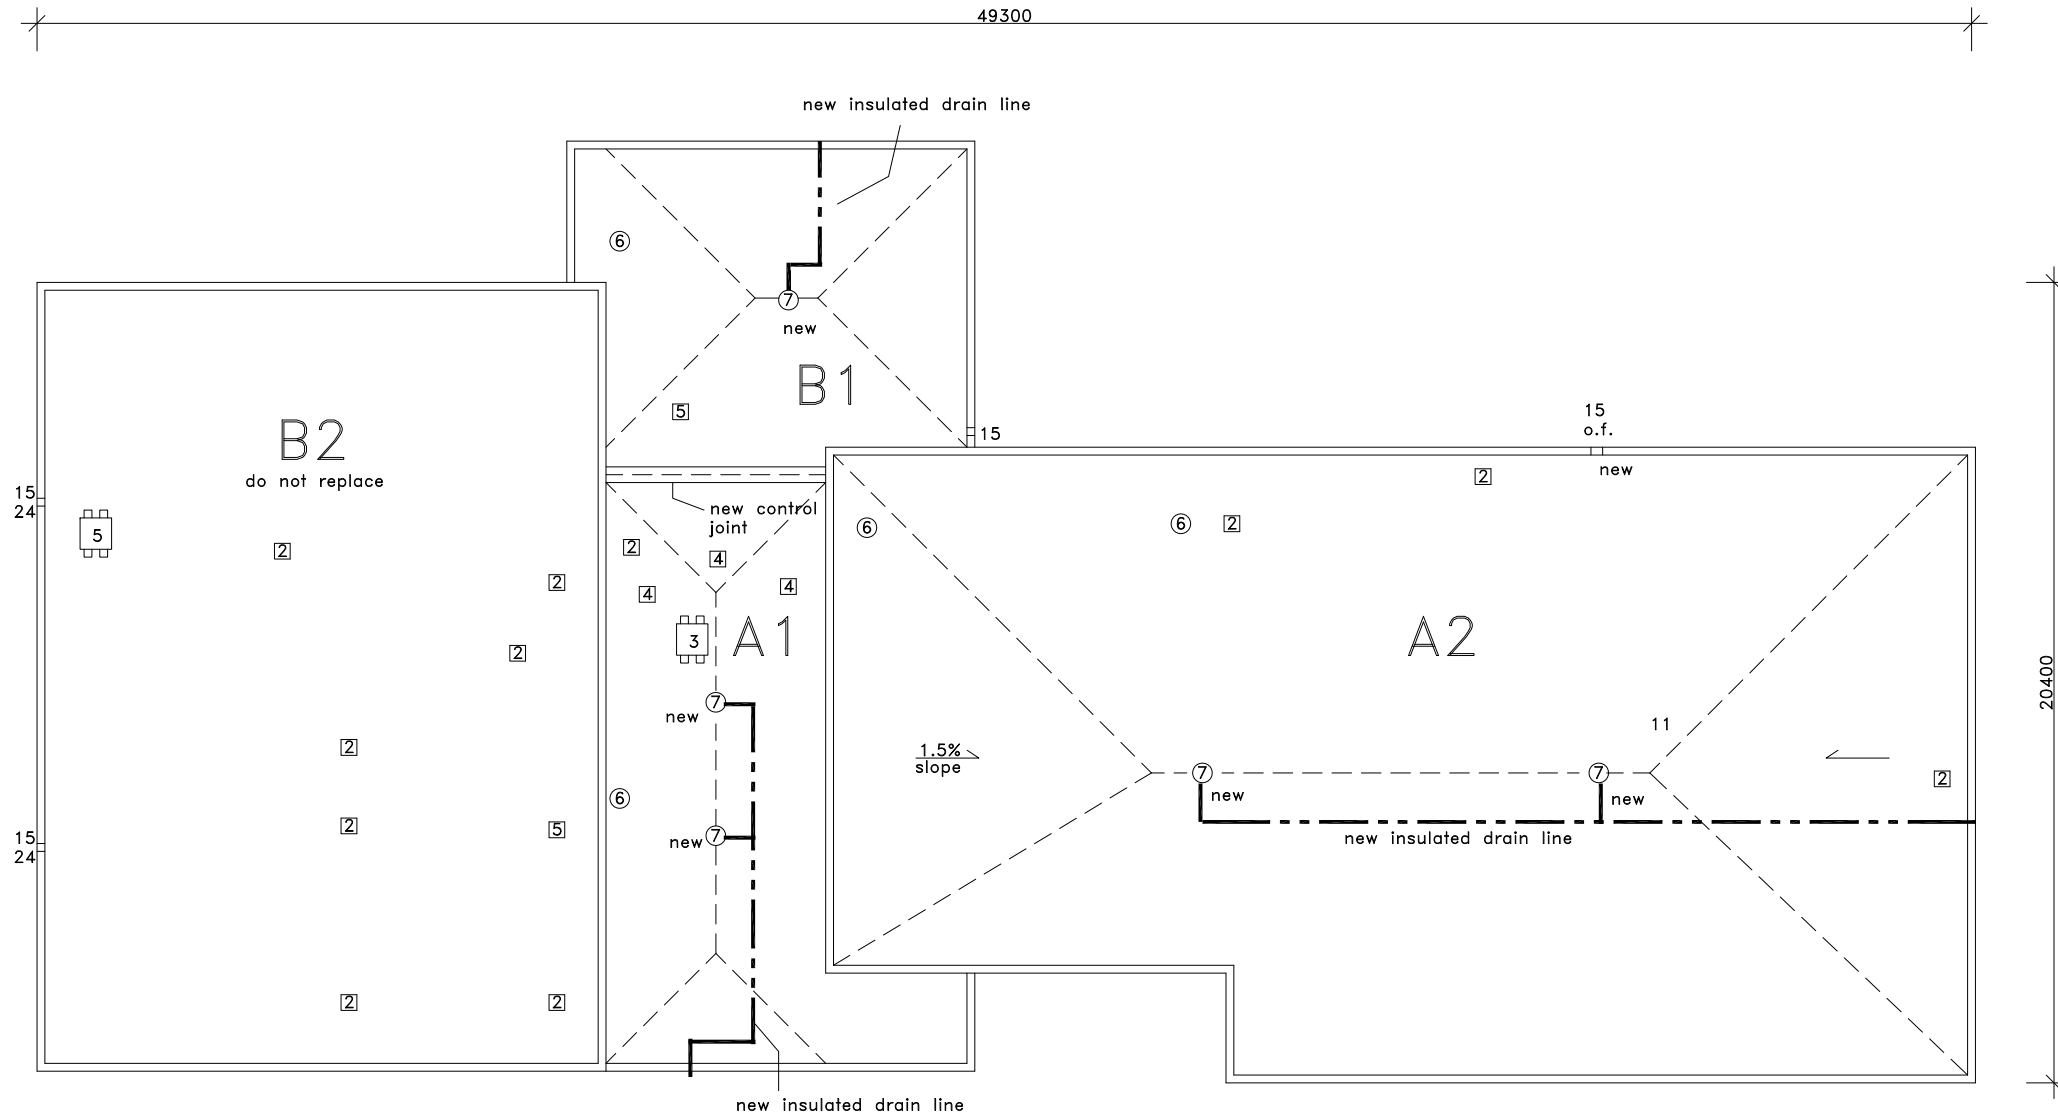 49300
new insulated drain line
6
7
new
B1
5
15
15
o.f.
new
B2
do not replace
15
24
5
2
2
2
2
2
5
15
24
2
2
new control
joint
2
4
4
4
3
A1
7
new
6
7
new
new insulated drain line
2
6
6
2
A2
11
1.5%
slope
7
new
7
new
2
new insulated drain line
20400